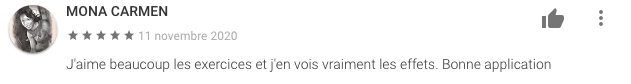 MONA CARMEN
★★★★★ 11 novembre 2020
J'aime beaucoup les exercices et j'en vois vraiment les effets. Bonne application